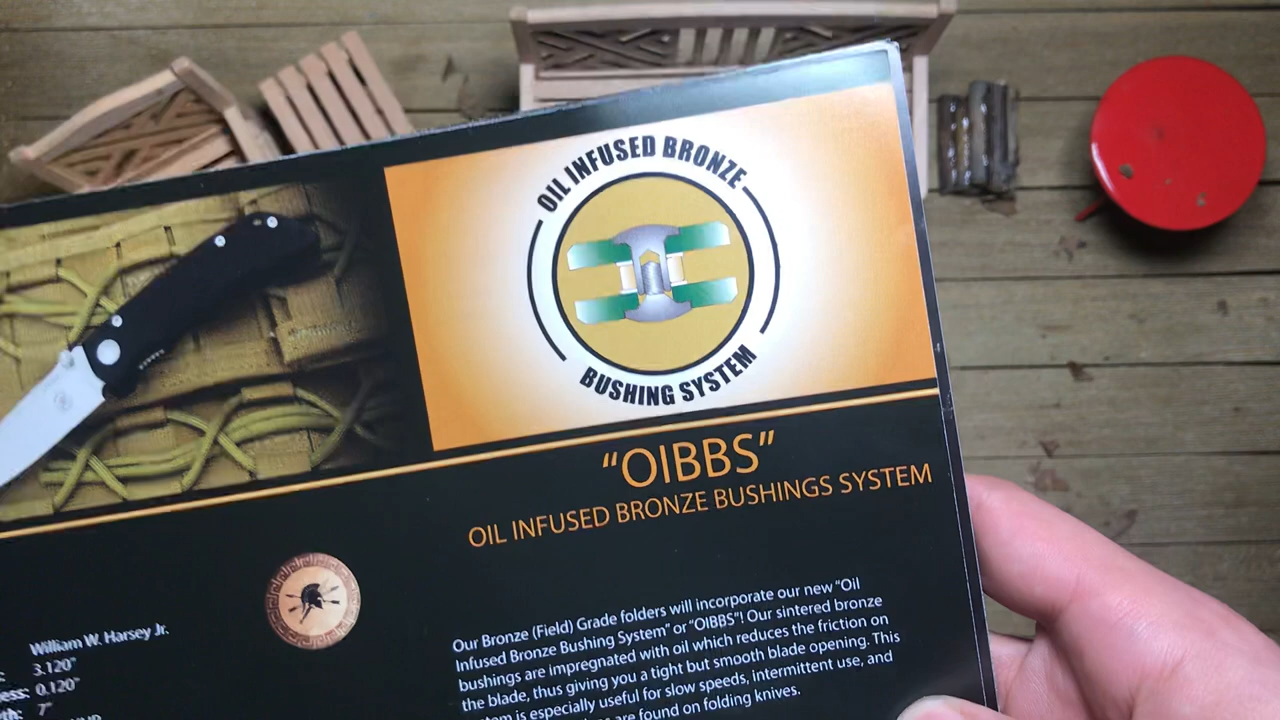 OIL INFUSED BRONZE
BUSHING SYSTEM
“OIBBS”
OIL INFUSED BRONZE BUSHINGS SYSTEM
Our Bronze (Field) Grade folders will incorporate our new “Oil
Infused Bronze Bushing System” or “OIBBS”! Our sintered bronze
bushings are impregnated with oil which reduces the friction on
the blade, thus giving you a tight but smooth blade opening. This
is especially useful for slow speeds, intermittent use, and
are found on folding knives.
William W. Harsey Jr.
3.120"
0.120"
7"